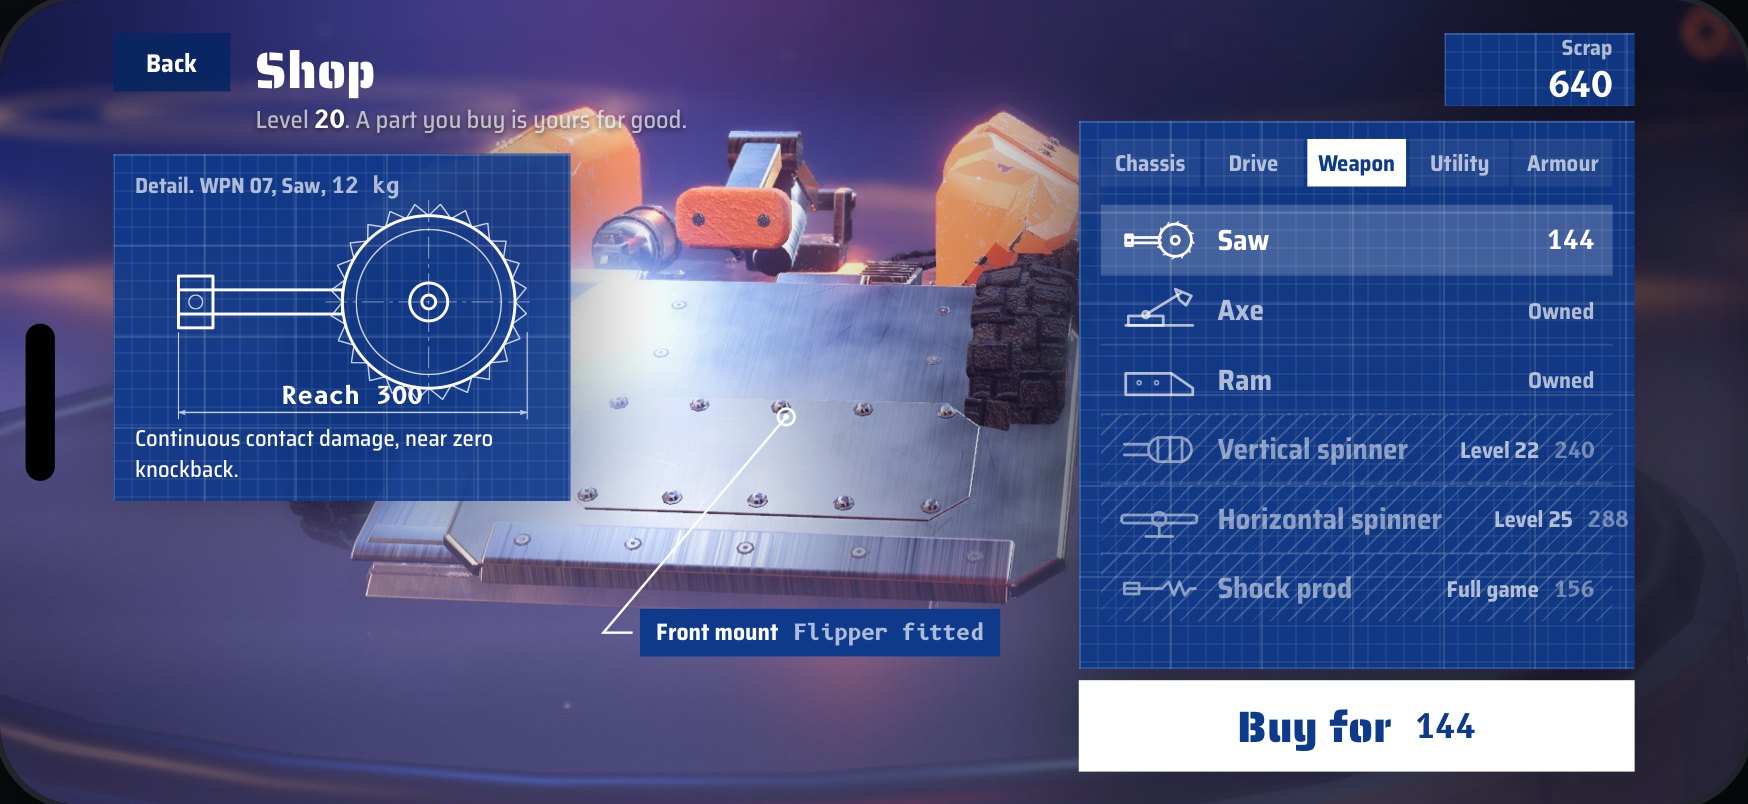 Back
Shop
Level 20. A part you buy is yours for good.
Scrap
640
Detail. WPN 07, Saw, 12 kg
Reach 300
Continuous contact damage, near zero
knockback.
Chassis Drive Weapon Utility Armour
Saw 144
Axe Owned
Ram Owned
Vertical spinner Level 22 240
Horizontal spinner Level 25 288
Shock prod Full game 156
Front mount Flipper fitted
Buy for 144